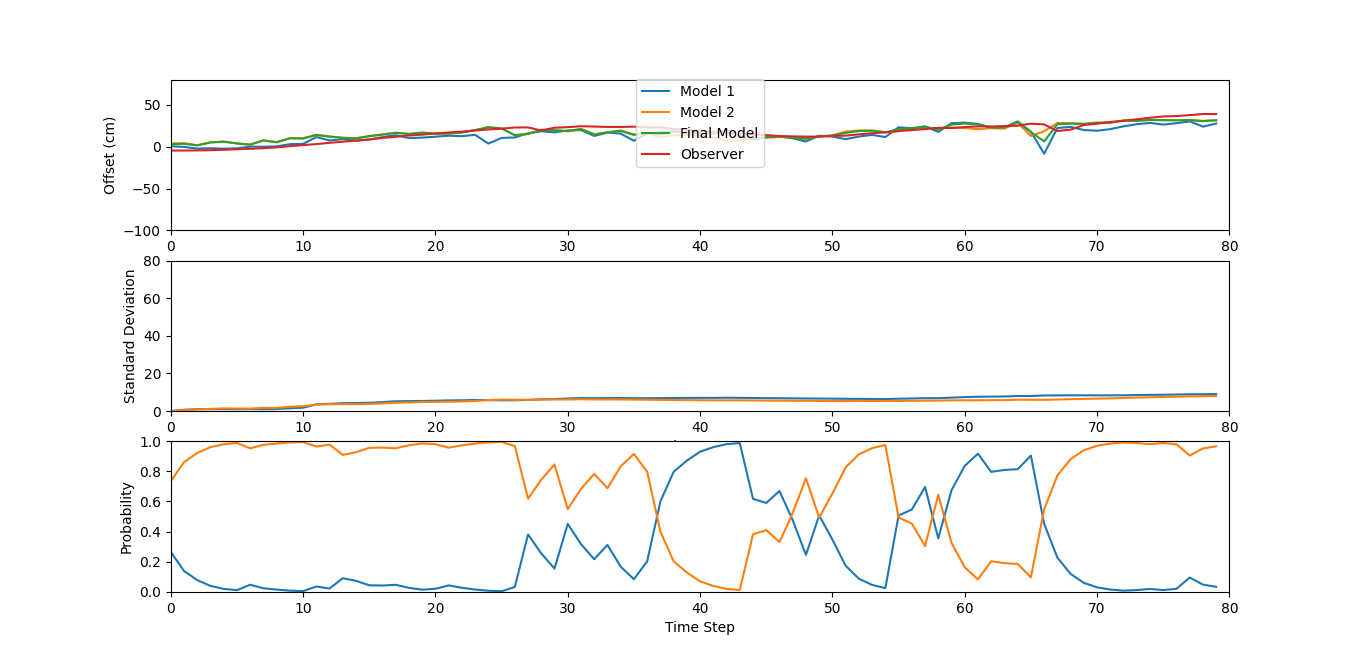 50
0
−50
−100
Offset (cm)
Model 1
Model 2
Final Model
Observer
0 10 20 30 40 50 60 70 80
80
60
40
20
0
Standard Deviation
0 10 20 30 40 50 60 70 80
1.0
0.8
0.6
0.4
0.2
0.0
Probability
0 10 20 30 40 50 60 70 80
Time Step